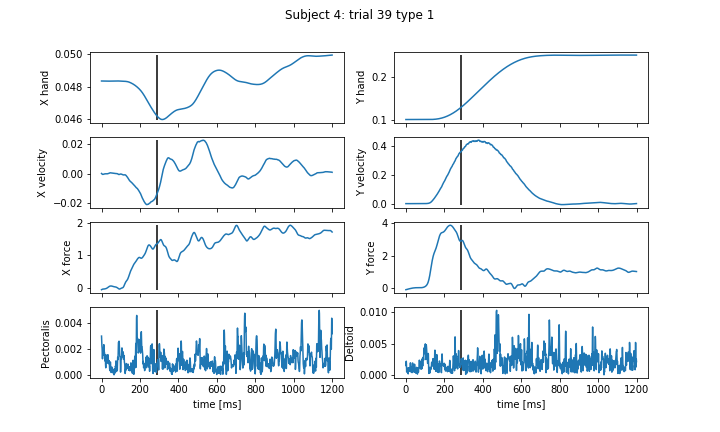 Subject 4: trial 39 type 1
X hand
0.050
0.048
0.046
Y hand
0.2
0.1
X velocity
0.02
0.00
−0.02
Y velocity
0.4
0.2
0.0
X force
2
1
0
Y force
4
2
0
Pectoralis
0.004
0.002
0.000
0 200 400 600 800 1000 1200
time [ms]
Deltoid
0.010
0.005
0.000
0 200 400 600 800 1000 1200
time [ms]